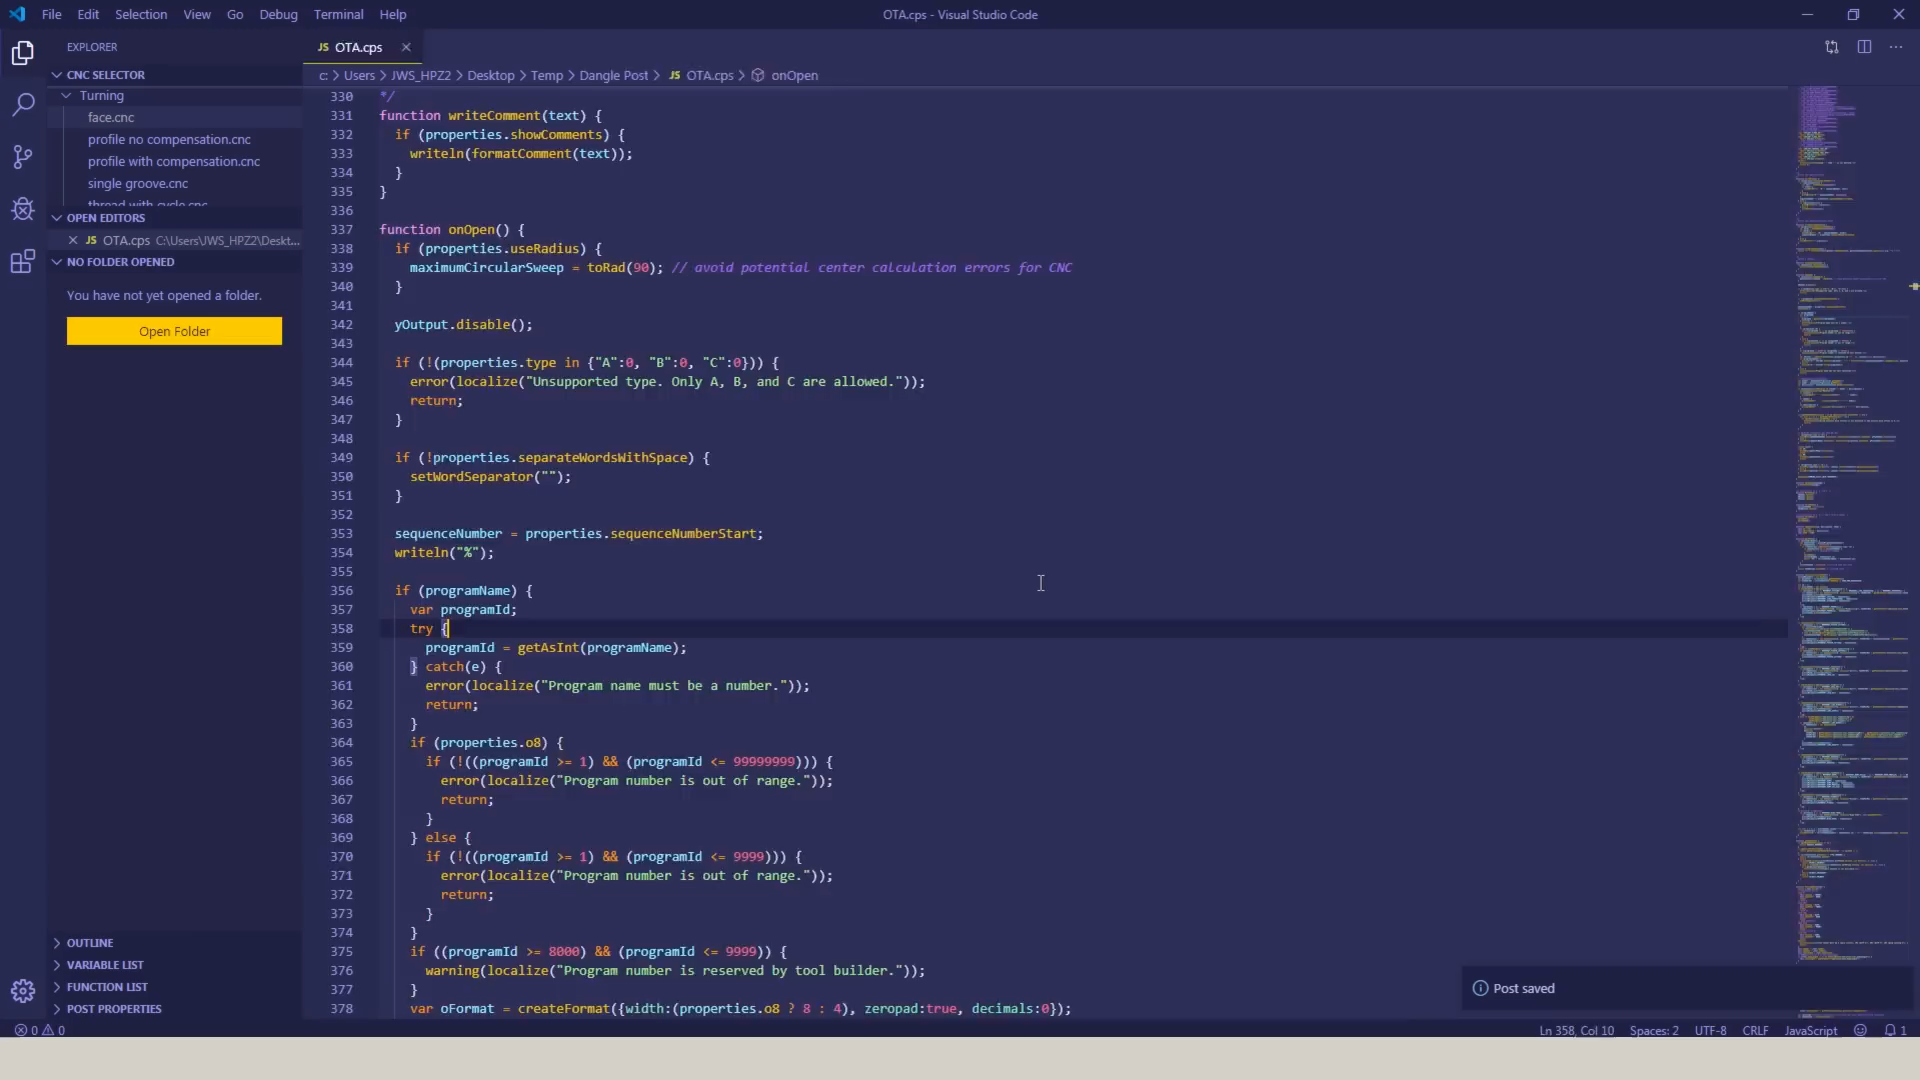 File Edit Selection View Go Debug Terminal Help
OTA.cps - Visual Studio Code
EXPLORER
JS OTA.cps
CNC SELECTOR
c: > Users > JWS_HPZ2 > Desktop > Temp > Dangle Post > JS OTA.cps > onOpen
Turning
face.cnc
profile no compensation.cnc
profile with compensation.cnc
single groove.cnc
thread with cycle.cnc
OPEN EDITORS
JS OTA.cps C:\Users\JWS_HPZ2\Deskt...
NO FOLDER OPENED
You have not yet opened a folder.
Open Folder
OUTLINE
VARIABLE LIST
FUNCTION LIST
POST PROPERTIES
330 */
331 function writeComment(text) {
332 if (properties.showComments) {
333 writeln(formatComment(text));
334 }
335 }
336
337 function onOpen() {
338 if (properties.useRadius) {
339 maximumCircularSweep = toRad(90); // avoid potential center calculation errors for CNC
340 }
341
342 yOutput.disable();
343
344 if (!(properties.type in {"A":0, "B":0, "C":0})) {
345 error(localize("Unsupported type. Only A, B, and C are allowed."));
346 return;
347 }
348
349 if (!properties.separateWordsWithSpace) {
350 setWordSeparator("");
351 }
352
353 sequenceNumber = properties.sequenceNumberStart;
354 writeln("%");
355
356 if (programName) {
357 var programId;
358 try {
359 programId = getAsInt(programName);
360 } catch(e) {
361 error(localize("Program name must be a number."));
362 return;
363 }
364 if (properties.o8) {
365 if (!((programId >= 1) && (programId <= 99999999))) {
366 error(localize("Program number is out of range."));
367 return;
368 }
369 } else {
370 if (!((programId >= 1) && (programId <= 9999))) {
371 error(localize("Program number is out of range."));
372 return;
373 }
374 }
375 if ((programId >= 8000) && (programId <= 9999)) {
376 warning(localize("Program number is reserved by tool builder."));
377 }
378 var oFormat = createFormat({width:(properties.o8 ? 8 : 4), zeropad:true, decimals:0});
Post saved
0 0
Ln 358, Col 10 Spaces: 2 UTF-8 CRLF JavaScript 1